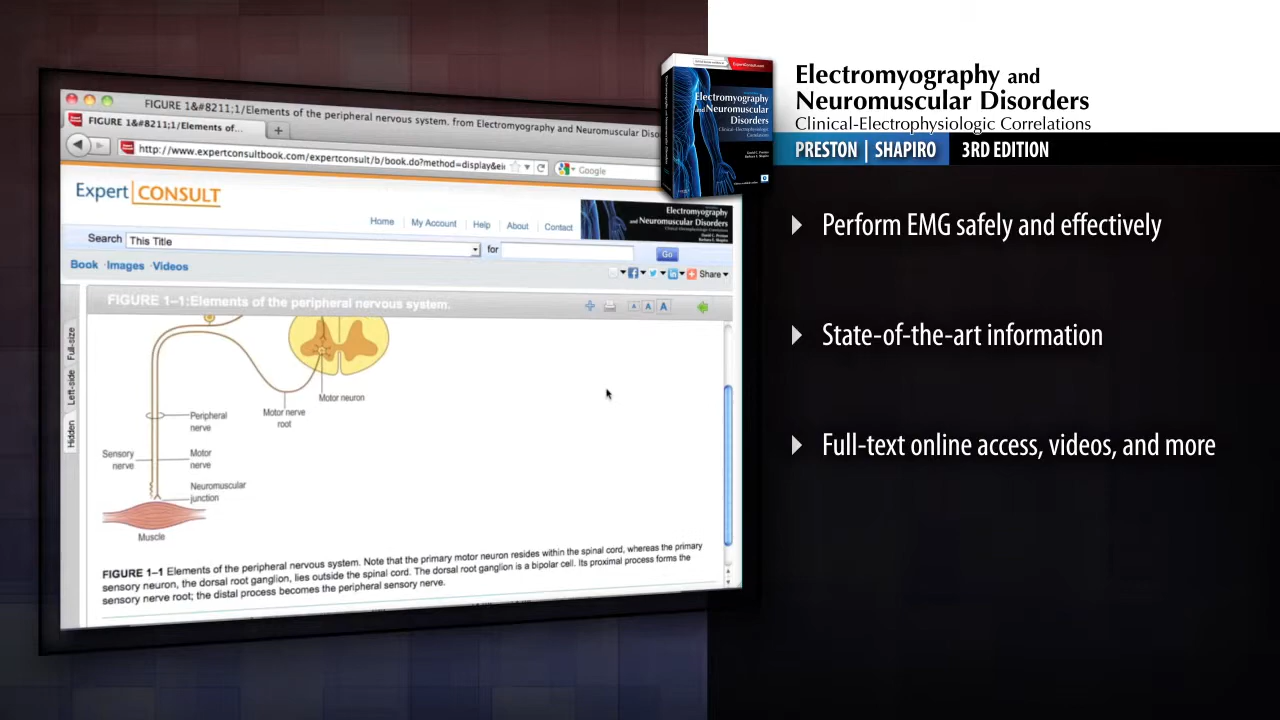 FIGURE 1&#8211;1/Elements of the peripheral nervous system. from Electromyography and Neuromuscular Diso
FIGURE 1&#8211;1/Elements of...
http://www.expertconsultbook.com/expertconsult/b/book.do?method=display&ei
Google
Expert CONSULT
Home My Account Help About Contact
Electromyography
and Neuromuscular Disorders
Search This Title for Go
Book Images Videos
Share
FIGURE 1–1:Elements of the peripheral nervous system.
A A A
Full-size
Left-side
Hidden
Motor neuron
Motor nerve
root
Peripheral
nerve
Sensory
nerve
Motor
nerve
Neuromuscular
junction
Muscle
FIGURE 1–1 Elements of the peripheral nervous system. Note that the primary motor neuron resides within the spinal cord, whereas the primary
sensory neuron, the dorsal root ganglion, lies outside the spinal cord. The dorsal root ganglion is a bipolar cell. Its proximal process forms the
sensory nerve root; the distal process becomes the peripheral sensory nerve.
Electromyography
and Neuromuscular
Disorders
Clinical-Electrophysiologic
Correlations
Electromyography and
Neuromuscular Disorders
Clinical-Electrophysiologic Correlations
PRESTON | SHAPIRO 3RD EDITION
Perform EMG safely and effectively
State-of-the-art information
Full-text online access, videos, and more